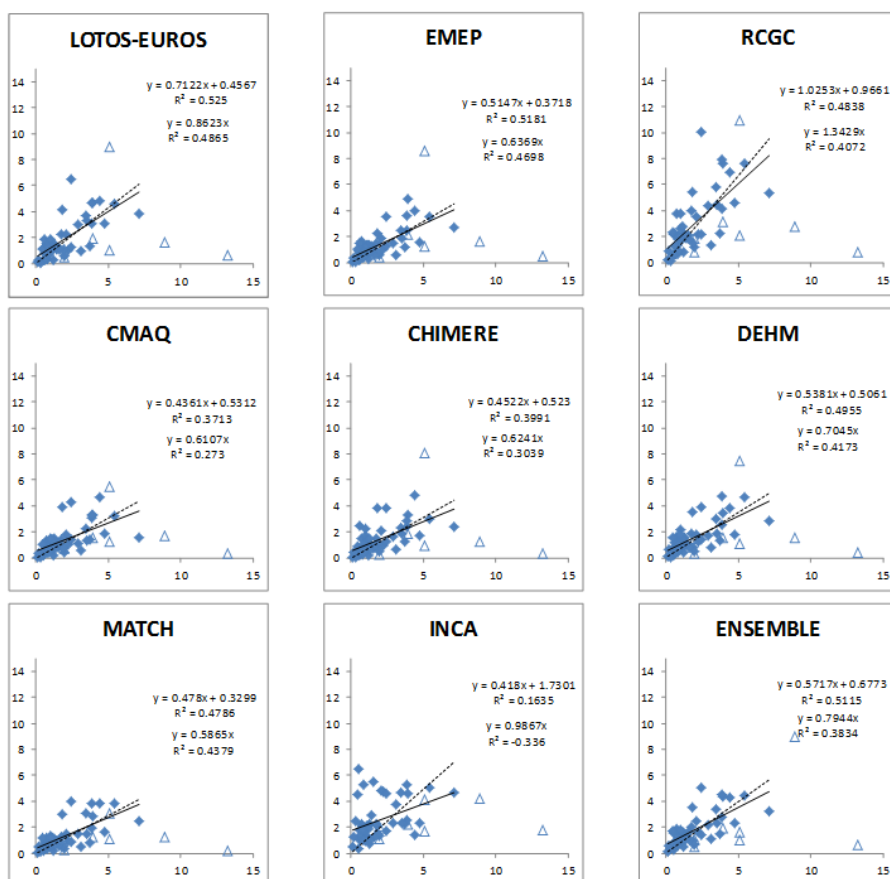 LOTOS-EUROS
y = 0.7122x + 0.4567
R² = 0.525
y = 0.8623x
R² = 0.4865
14
12
10
8
6
4
2
0
0 5 10 15
EMEP
y = 0.5147x + 0.3718
R² = 0.5181
y = 0.6369x
R² = 0.4698
14
12
10
8
6
4
2
0
0 5 10 15
RCGC
y = 1.0253x + 0.9661
R² = 0.4838
y = 1.3429x
R² = 0.4072
14
12
10
8
6
4
2
0
0 5 10 15
CMAQ
y = 0.4361x + 0.5312
R² = 0.3713
y = 0.6107x
R² = 0.273
14
12
10
8
6
4
2
0
0 5 10 15
CHIMERE
y = 0.4522x + 0.523
R² = 0.3991
y = 0.6241x
R² = 0.3039
14
12
10
8
6
4
2
0
0 5 10 15
DEHM
y = 0.5381x + 0.5061
R² = 0.4955
y = 0.7045x
R² = 0.4173
14
12
10
8
6
4
2
0
0 5 10 15
MATCH
y = 0.478x + 0.3299
R² = 0.4786
y = 0.5865x
R² = 0.4379
14
12
10
8
6
4
2
0
0 5 10 15
INCA
y = 0.418x + 1.7301
R² = 0.1635
y = 0.9867x
R² = -0.336
14
12
10
8
6
4
2
0
0 5 10 15
ENSEMBLE
y = 0.5717x + 0.6773
R² = 0.5115
y = 0.7944x
R² = 0.3834
14
12
10
8
6
4
2
0
0 5 10 15